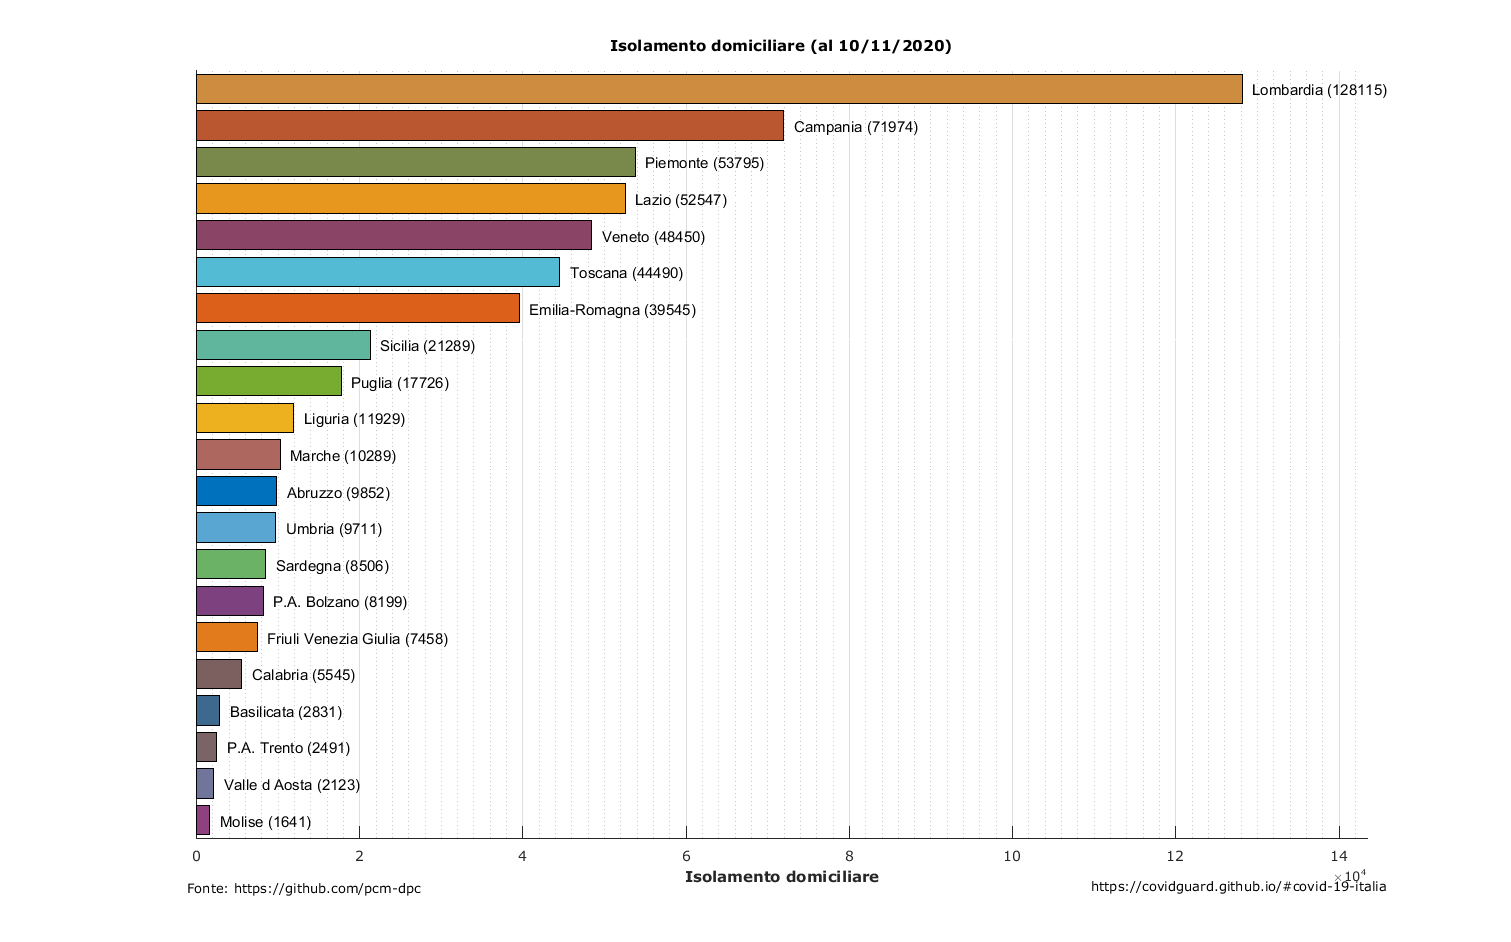 Isolamento domiciliare (al 10/11/2020)
Lombardia (128115)
Campania (71974)
Piemonte (53795)
Lazio (52547)
Veneto (48450)
Toscana (44490)
Emilia-Romagna (39545)
Sicilia (21289)
Puglia (17726)
Liguria (11929)
Marche (10289)
Abruzzo (9852)
Umbria (9711)
Sardegna (8506)
P.A. Bolzano (8199)
Friuli Venezia Giulia (7458)
Calabria (5545)
Basilicata (2831)
P.A. Trento (2491)
Valle d Aosta (2123)
Molise (1641)
0 2 4 6 8 10 12 14
×10⁴
Isolamento domiciliare
Fonte: https://github.com/pcm-dpc
https://covidguard.github.io/#covid-19-italia